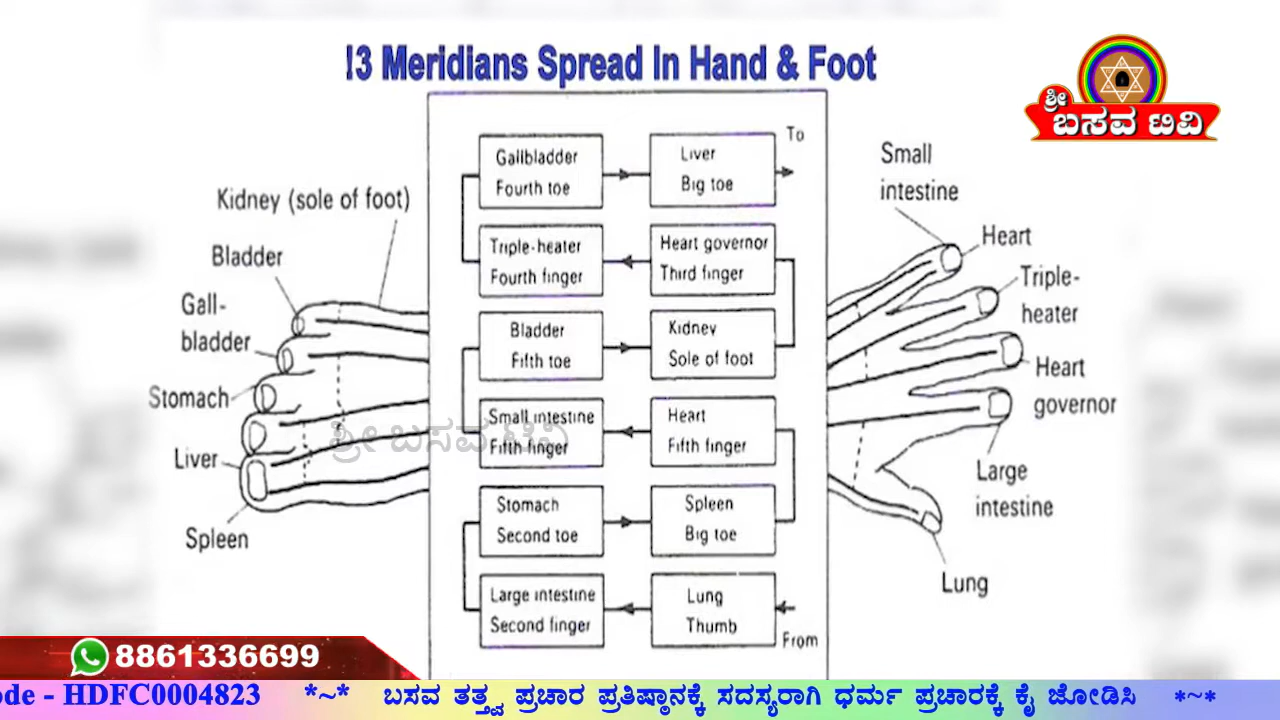 13 Meridians Spread In Hand & Foot
ಶ್ರೀ
ಬಸವ ಟಿವಿ
To
Gallbladder
Fourth toe
Liver
Big toe
Triple-heater
Fourth finger
Heart governor
Third finger
Bladder
Fifth toe
Kidney
Sole of foot
Small intestine
Fifth finger
Heart
Fifth finger
Stomach
Second toe
Spleen
Big toe
Large intestine
Second finger
Lung
Thumb
From
Kidney (sole of foot)
Bladder
Gall-
bladder
Stomach
Liver
Spleen
Small
intestine
Heart
Triple-
heater
Heart
governor
Large
intestine
Lung
ಶ್ರೀ ಬಸವ ಟಿವಿ
8861336699
ode - HDFC0004823 *~* ಬಸವ ತತ್ತ್ವ ಪ್ರಚಾರ ಪ್ರತಿಷ್ಠಾನಕ್ಕೆ ಸದಸ್ಯರಾಗಿ ಧರ್ಮ ಪ್ರಚಾರಕ್ಕೆ ಕೈ ಜೋಡಿಸಿ *~*